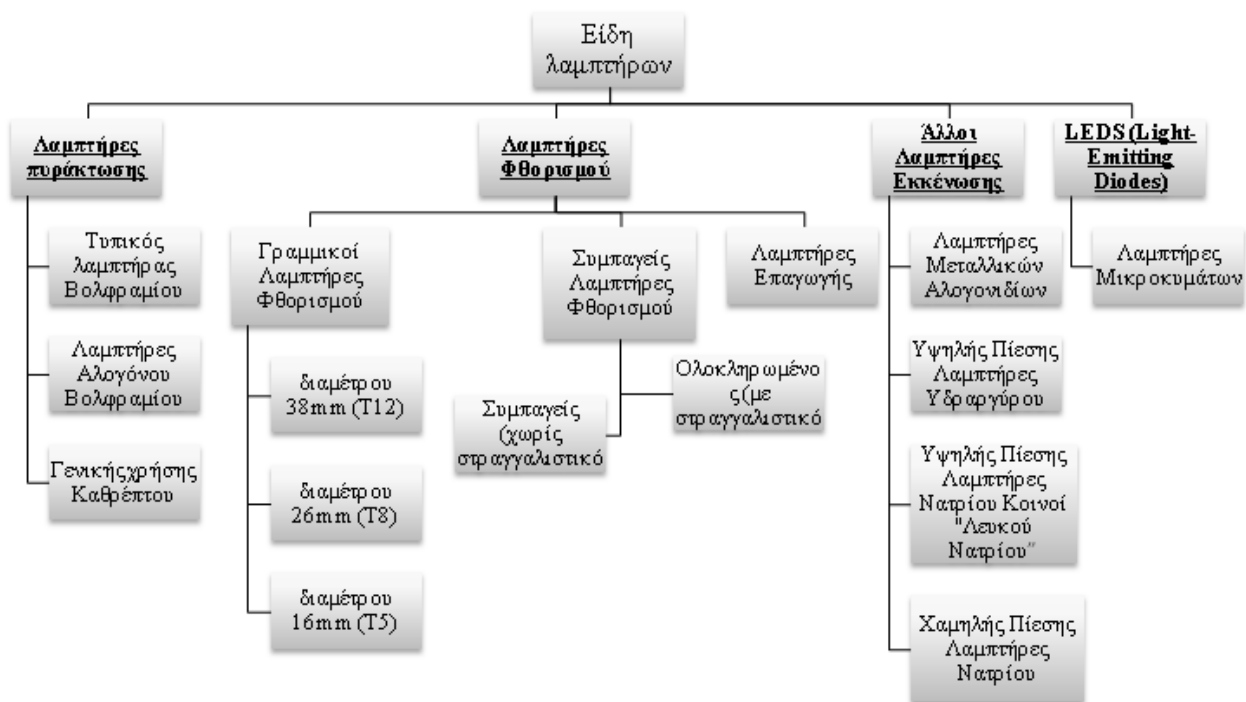 Είδη
λαμπτήρων
Λαμπτήρες
πυράκτωσης
Τυπικός
λαμπτήρας
Βολφραμίου
Λαμπτήρες
Αλογόνου
Βολφραμίου
Γενικήςχρήσης
Καθρέπτου
Λαμπτήρες
Φθορισμού
Γραμμικοί
Λαμπτήρες
Φθορισμού
διαμέτρου
38mm (T12)
διαμέτρου
26mm (T8)
διαμέτρου
16mm (T5)
Συμπαγείς
Λαμπτήρες
Φθορισμού
Συμπαγείς
(χωρίς
στραγγαλιστικό
Ολοκληρωμένο
ς(με
στραγγαλιστικό
Λαμπτήρες
Επαγωγής
Άλλοι
Λαμπτήρες
Εκκένωσης
Λαμπτήρες
Μεταλλικών
Αλογονιδίων
Υψηλής Πίεσης
Λαμπτήρες
Υδραργύρου
Υψηλής Πίεσης
Λαμπτήρες
Νατρίου Κοινοί
"Λευκού
Νατρίου"
Χαμηλής Πίεσης
Λαμπτήρες
Νατρίου
LEDS (Light-
Emitting
Diodes)
Λαμπτήρες
Μικροκυμάτων